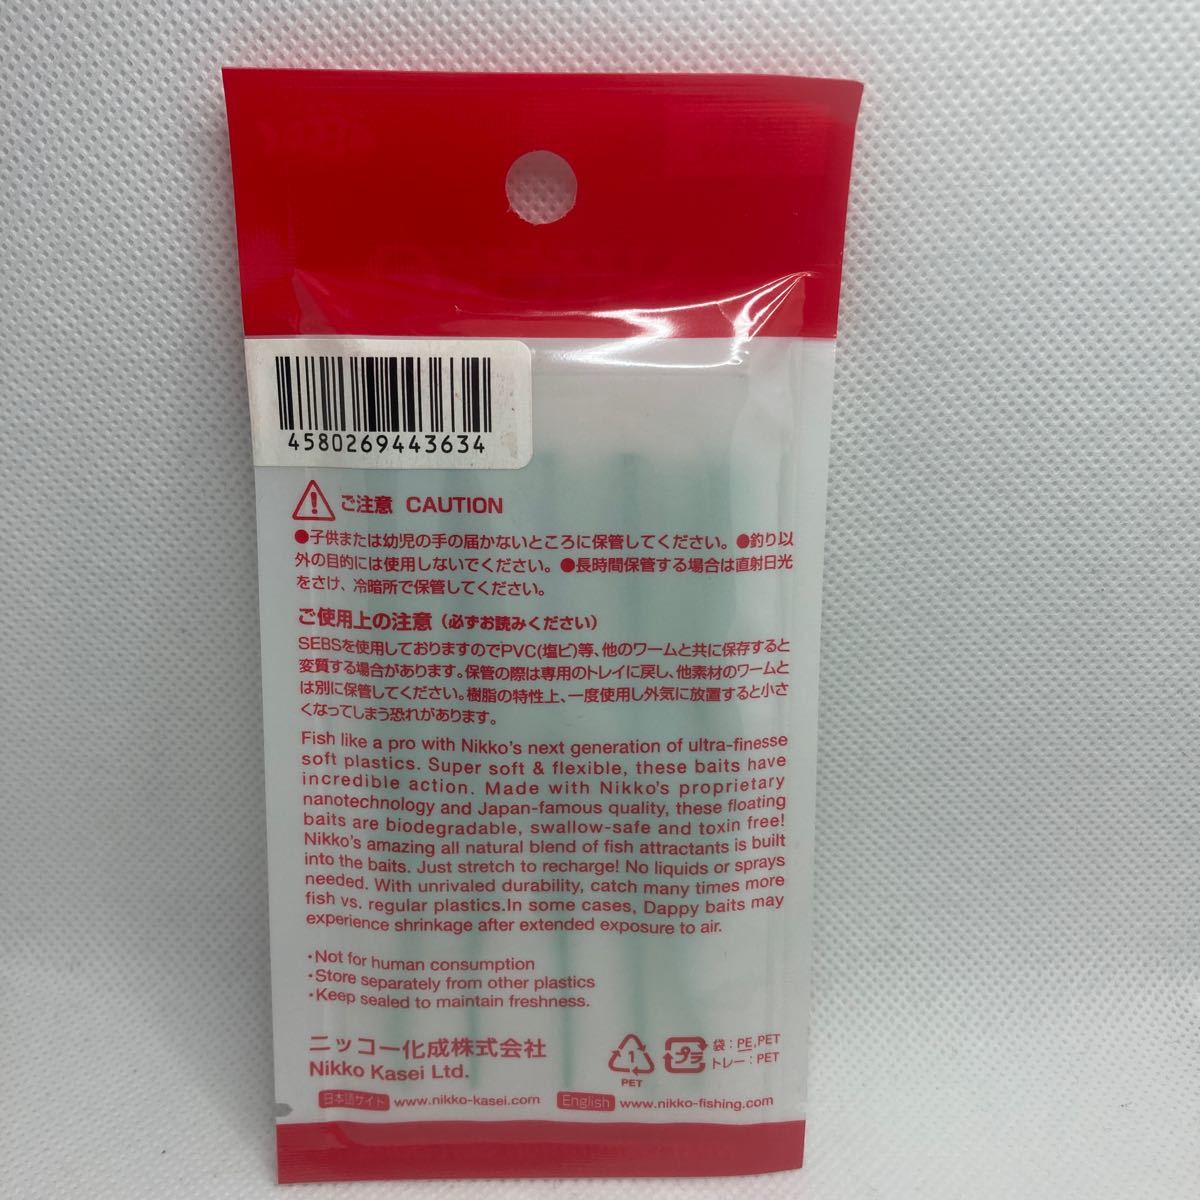 4580269443634
ご注意 CAUTION
●子供または幼児の手の届かないところに保管してください。●釣り以
外の目的には使用しないでください。●長時間保管する場合は直射日光
をさけ、冷暗所で保管してください。
ご使用上の注意（必ずお読みください）
SEBSを使用しておりますのでPVC(塩ビ)等、他のワームと共に保存すると
変質する場合があります。保管の際は専用のトレイに戻し、他素材のワームと
は別に保管してください。樹脂の特性上、一度使用し外気に放置すると小さ
くなってしまう恐れがあります。
Fish like a pro with Nikko's next generation of ultra-finesse
soft plastics. Super soft & flexible, these baits have
incredible action. Made with Nikko's proprietary
nanotechnology and Japan-famous quality, these floating
baits are biodegradable, swallow-safe and toxin free!
Nikko's amazing all natural blend of fish attractants is built
into the baits. Just stretch to recharge! No liquids or sprays
needed. With unrivaled durability, catch many times more
fish vs. regular plastics.In some cases, Dappy baits may
experience shrinkage after extended exposure to air.
・Not for human consumption
・Store separately from other plastics
・Keep sealed to maintain freshness.
ニッコー化成株式会社
Nikko Kasei Ltd.
1
PET
プラ
袋：PE,PET
トレー：PET
日本語サイト www.nikko-kasei.com English www.nikko-fishing.com